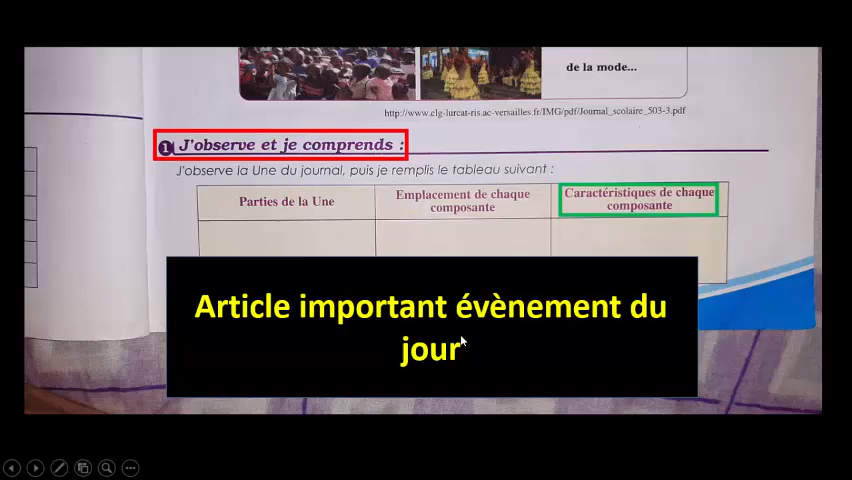 de la mode...
http://www.clg-lurcat-ris.ac-versailles.fr/IMG/pdf/Journal_scolaire_503-3.pdf
1 J'observe et je comprends :
J'observe la Une du journal, puis je remplis le tableau suivant :
Parties de la Une
Emplacement de chaque
composante
Caractéristiques de chaque
composante
Article important évènement du
jour